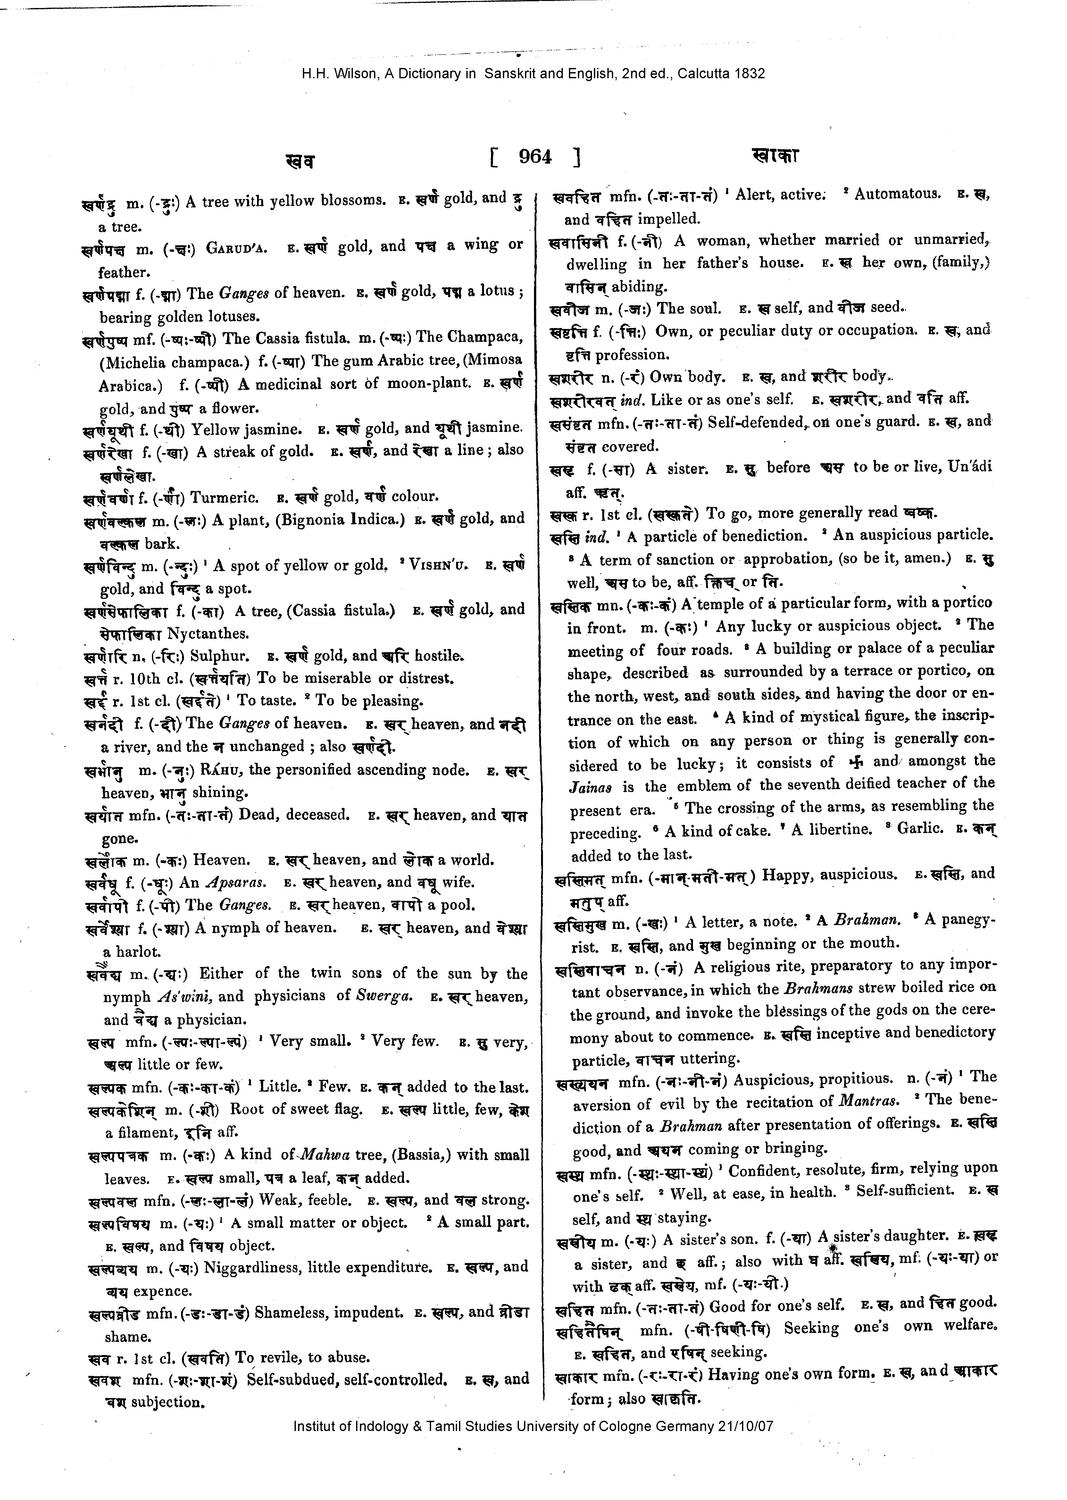 H.H. Wilson, A Dictionary in Sanskrit and English, 2nd ed., Calcutta 1832
स्वव [ 964 ] स्वाका
स्वर्णद्रु m. (-द्रुः) A tree with yellow blossoms. E. स्वर्ण gold, and द्रु
a tree.
स्वर्णपक्ष m. (-क्षः) GARUD'A. E. स्वर्ण gold, and पक्ष a wing or
feather.
स्वर्णपद्मा f. (-द्मा) The Ganges of heaven. E. स्वर्ण gold, पद्म a lotus ;
bearing golden lotuses.
स्वर्णपुष्प mf. (-ष्पः-ष्पी) The Cassia fistula. m. (-ष्पः) The Champaca,
(Michelia champaca.) f. (-ष्पा) The gum Arabic tree, (Mimosa
Arabica.) f. (-ष्पी) A medicinal sort of moon-plant. E. स्वर्ण
gold, and पुष्प a flower.
स्वर्णयूथी f. (-थी) Yellow jasmine. E. स्वर्ण gold, and यूथी jasmine.
स्वर्णरेखा f. (-खा) A streak of gold. E. स्वर्ण, and रेखा a line ; also
स्वर्णलेखा.
स्वर्णवर्णा f. (-र्णा) Turmeric. E. स्वर्ण gold, वर्ण colour.
स्वर्णवल्कल m. (-लः) A plant, (Bignonia Indica.) E. स्वर्ण gold, and
वल्कल bark.
स्वर्णविन्दु m. (-न्दुः) ¹ A spot of yellow or gold. ² VISHN'U. E. स्वर्ण
gold, and विन्दु a spot.
स्वर्णसेफालिका f. (-का) A tree, (Cassia fistula.) E. स्वर्ण gold, and
सेफालिका Nyctanthes.
स्वर्णारि n. (-रिः) Sulphur. E. स्वर्ण gold, and अरि hostile.
स्वर्त्त r. 10th cl. (स्वर्त्तयति) To be miserable or distrest.
स्वर्द्द r. 1st cl. (स्वर्द्दते) ¹ To taste. ² To be pleasing.
स्वर्नदी f. (-दी) The Ganges of heaven. E. स्वर् heaven, and नदी
a river, and the न unchanged ; also स्वर्णदी.
स्वर्भानु m. (-नुः) RÁHU, the personified ascending node. E. स्वर्
heaven, भानु shining.
स्वर्यात mfn. (-तः-ता-तं) Dead, deceased. E. स्वर् heaven, and यात
gone.
स्वर्लोक m. (-कः) Heaven. E. स्वर् heaven, and लोक a world.
स्वर्वधू f. (-धूः) An Apsaras. E. स्वर् heaven, and वधू wife.
स्वर्वापी f. (-पी) The Ganges. E. स्वर् heaven, वापी a pool.
स्वर्वेश्या f. (-श्या) A nymph of heaven. E. स्वर् heaven, and वेश्या
a harlot.
स्वर्वैद्य m. (-द्यः) Either of the twin sons of the sun by the
nymph As'winí, and physicians of Swerga. E. स्वर् heaven,
and वैद्य a physician.
स्वल्प mfn. (-ल्पः-ल्पा-ल्पं) ¹ Very small. ² Very few. E. सु very,
अल्प little or few.
स्वल्पक mfn. (-कः-का-कं) ¹ Little. ² Few. E. कन् added to the last.
स्वल्पकेशिन् m. (-शी) Root of sweet flag. E. स्वल्प little, few, केश
a filament, इनि aff.
स्वल्पपत्रक m. (-कः) A kind of Mahwa tree, (Bassia,) with small
leaves. E. स्वल्प small, पत्र a leaf, कन् added.
स्वल्पवल mfn. (-लः-ला-लं) Weak, feeble. E. स्वल्प, and वल strong.
स्वल्पविषय m. (-यः) ¹ A small matter or object. ² A small part.
E. स्वल्प, and विषय object.
स्वल्पव्यय m. (-यः) Niggardliness, little expenditure. E. स्वल्प, and
व्यय expence.
स्वल्पव्रीड mfn. (-डः-डा-डं) Shameless, impudent. E. स्वल्प, and व्रीडा
shame.
स्वव r. 1st cl. (स्ववति) To revile, to abuse.
स्ववश mfn. (-शः-शा-शं) Self-subdued, self-controlled. E. स्व, and
वश subjection.
स्ववहित mfn. (-तः-ता-तं) ¹ Alert, active. ² Automatous. E. स्व,
and वहित impelled.
स्ववासिनी f. (-नी) A woman, whether married or unmarried,
dwelling in her father's house. E. स्व her own, (family,)
वासिन् abiding.
स्ववीज m. (-जः) The soul. E. स्व self, and वीज seed.
स्ववृत्ति f. (-त्तिः) Own, or peculiar duty or occupation. E. स्व, and
वृत्ति profession.
स्वशरीर n. (-रं) Own body. E. स्व, and शरीर body.
स्वशरीरवत् ind. Like or as one's self. E. स्वशरीर, and वति aff.
स्वसंवृत mfn. (-तः-ता-तं) Self-defended, on one's guard. E. स्व, and
संवृत covered.
स्वसृ f. (-सा) A sister. E. सु before अस to be or live, Un'ádi
aff. ऋन्.
स्वस्क r. 1st cl. (स्वस्कते) To go, more generally read ष्वष्क.
स्वस्ति ind. ¹ A particle of benediction. ² An auspicious particle.
³ A term of sanction or approbation, (so be it, amen.) E. सु
well, अस to be, aff. क्तिच् or ति.
स्वस्तिक mn. (-कः-कं) A temple of a particular form, with a portico
in front. m. (-कः) ¹ Any lucky or auspicious object. ² The
meeting of four roads. ³ A building or palace of a peculiar
shape, described as surrounded by a terrace or portico, on
the north, west, and south sides, and having the door or en-
trance on the east. ⁴ A kind of mystical figure, the inscrip-
tion of which on any person or thing is generally con-
sidered to be lucky ; it consists of 卐 and amongst the
Jainas is the emblem of the seventh deified teacher of the
present era. ⁵ The crossing of the arms, as resembling the
preceding. ⁶ A kind of cake. ⁷ A libertine. ⁸ Garlic. E. कन्
added to the last.
स्वस्तिमत् mfn. (-मान्-मती-मत्) Happy, auspicious. E. स्वस्ति, and
मतुप् aff.
स्वस्तिमुख m. (-खः) ¹ A letter, a note. ² A Brahman. ³ A panegy-
rist. E. स्वस्ति, and मुख beginning or the mouth.
स्वस्तिवाचन n. (-नं) A religious rite, preparatory to any impor-
tant observance, in which the Brahmans strew boiled rice on
the ground, and invoke the blessings of the gods on the cere-
mony about to commence. E. स्वस्ति inceptive and benedictory
particle, वाचन uttering.
स्वस्त्ययन mfn. (-नः-नी-नं) Auspicious, propitious. n. (-नं) ¹ The
aversion of evil by the recitation of Mantras. ² The bene-
diction of a Brahman after presentation of offerings. E. स्वस्ति
good, and अयन coming or bringing.
स्वस्थ mfn. (-स्थः-स्था-स्थं) ¹ Confident, resolute, firm, relying upon
one's self. ² Well, at ease, in health. ³ Self-sufficient. E. स्व
self, and स्थ staying.
स्वस्रीय m. (-यः) A sister's son. f. (-या) A sister's daughter. E. स्वसृ
a sister, and छ aff. ; also with घ aff. स्वस्रिय, mf. (-यः-या) or
with ढक् aff. स्वस्रेय, mf. (-यः-यी.)
स्वहित mfn. (-तः-ता-तं) Good for one's self. E. स्व, and हित good.
स्वहितैषिन् mfn. (-षी-षिणी-षि) Seeking one's own welfare.
E. स्वहित, and एषिन् seeking.
स्वाकार mfn. (-रः-रा-रं) Having one's own form. E. स्व, and आकार
form ; also स्वाकृति.
Institut of Indology & Tamil Studies University of Cologne Germany 21/10/07